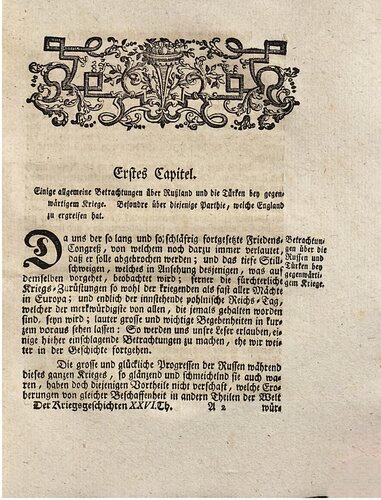 Erstes Capitel.
Einige allgemeine Betrachtungen über Rußland und die Türken bey gegen-
wärtigem Kriege. Besondre über diejenige Parthie, welche England
zu ergreifen hat.
Da uns der so lang und so schläfrig fortgesetzte Friedens-
Congreß, von welchem noch dazu immer verlautet,
daß er solle abgebrochen werden; und das tiefe Still-
schweigen, welches in Ansehung desjenigen, was auf
demselben vorgehet, beobachtet wird; ferner die fürchterliche
Kriegs-Zurüstungen so wohl der kriegenden als fast aller Mächte
in Europa; und endlich der innstehende pohlnische Reichs-Tag,
welcher der merkwürdigste von allen, die jemals gehalten worden
sind, seyn wird; lauter grosse und wichtige Begebenheiten in kur-
zem voraus sehen lassen: So werden uns unsre Leser erlauben, ei-
nige hieher einschlagende Betrachtungen zu machen, ehe wir wei-
ter in der Geschichte fortgehen.
Betrachtun-
gen über die
Russen und
Türken bey
gegenwärti-
gem Kriege.
Die grosse und glückliche Progressen der Russen während
dieses ganzen Krieges, so glänzend und schmeichelnd sie auch wa-
ren, haben doch diejenigen Vortheile nicht verschaft, welche Ero-
berungen von gleicher Beschaffenheit in andern Theilen der Welt
Der Kriegsgeschichten XXVI.Th. A 2 wür-